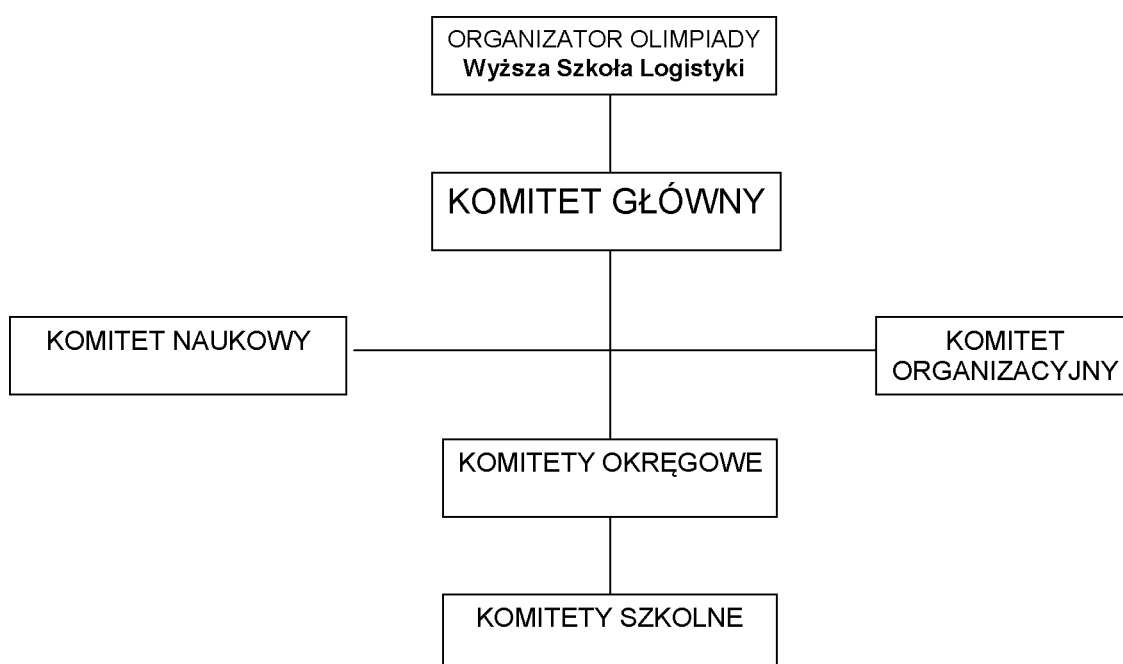 ORGANIZATOR OLIMPIADY
Wyższa Szkoła Logistyki
KOMITET GŁÓWNY
KOMITET NAUKOWY
KOMITET
ORGANIZACYJNY
KOMITETY OKRĘGOWE
KOMITETY SZKOLNE